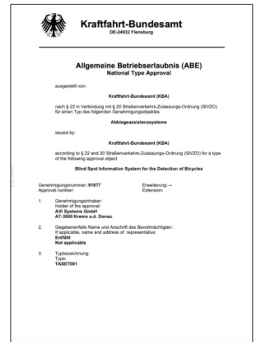 Kraftfahrt-Bundesamt
DE-24932 Flensburg
Allgemeine Betriebserlaubnis (ABE)
National Type Approval
ausgestellt von:
Kraftfahrt-Bundesamt (KBA)
nach § 22 in Verbindung mit § 20 Straßenverkehrs-Zulassungs-Ordnung (StVZO)
für einen Typ des folgenden Genehmigungsobjektes
Abbiegeassistenzsysteme
issued by:
Kraftfahrt-Bundesamt (KBA)
according to § 22 and 20 Straßenverkehrs-Zulassungs-Ordnung (StVZO) for a type
of the following approval object
Blind Spot Information System for the Detection of Bicycles
Genehmigungsnummer: 91877 Erweiterung: --
Approval number: Extension:
1. Genehmigungsinhaber:
Holder of the approval:
AVI Systems GmbH
AT-3500 Krems a.d. Donau
2. Gegebenenfalls Name und Anschrift des Bevollmächtigten:
If applicable, name and address of representative:
Entfällt
Not applicable
3. Typbezeichnung:
Type:
TASET001